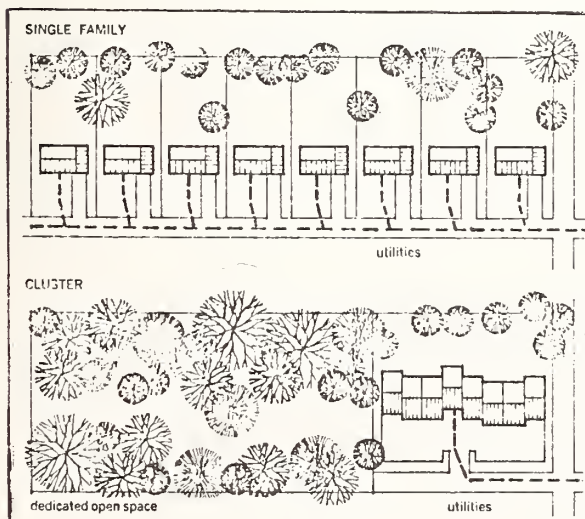 SINGLE FAMILY
utilities
CLUSTER
dedicated open space
utilities